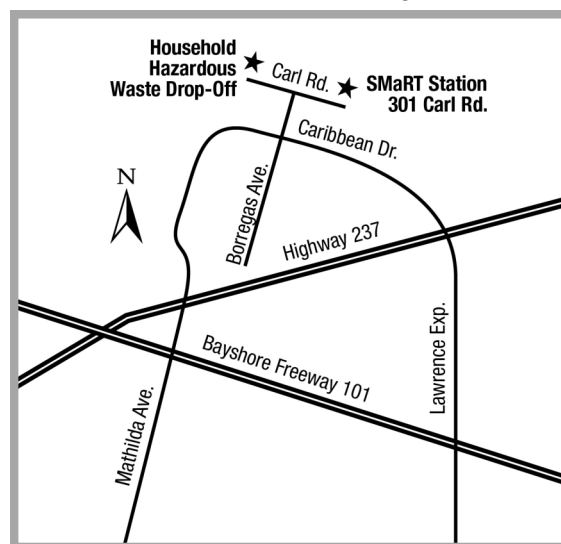 Household
Hazardous
Waste Drop-Off
Carl Rd.
SMaRT Station
301 Carl Rd.
Caribbean Dr.
N
Borregas Ave.
Highway 237
Bayshore Freeway 101
Lawrence Exp.
Mathilda Ave.